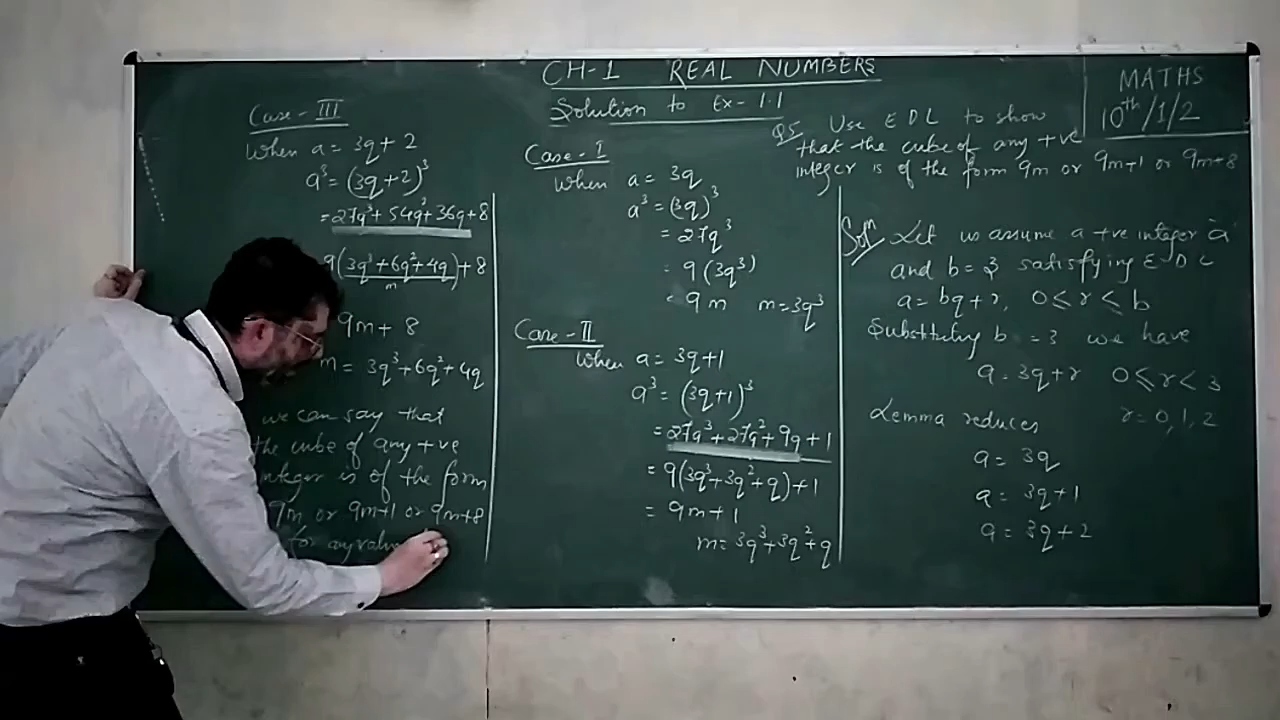 CH-1 REAL NUMBERS
Solution to Ex-1.1
MATHS
10th/1/2
Q5 Use EDL to show
that the cube of any +ve
integer is of the form 9m or 9m+1 or 9m+8
Soln Let us assume a +ve integer 'a'
and b = 3 satisfying EDL
a = bq + r, 0 ≤ r ≤ b
Substituting b = 3 we have
a = 3q + r 0 ≤ r < 3
Lemma reduces r = 0, 1, 2
a = 3q
a = 3q+1
a = 3q+2
Case-I
When a = 3q
a³ = (3q)³
= 27q³
= 9(3q³)
= 9m m = 3q³
Case-II
When a = 3q+1
a³ = (3q+1)³
= 27q³+27q²+9q+1
= 9(3q³+3q²+q)+1
= 9m+1
m = 3q³+3q²+q
Case-III
When a = 3q+2
a³ = (3q+2)³
= 27q³+54q²+36q+8
9(3q³+6q²+4q)+8
m
9m+8
m = 3q³+6q²+4q
we can say that
the cube of any +ve
integer is of the form
9m or 9m+1 or 9m+8
for any